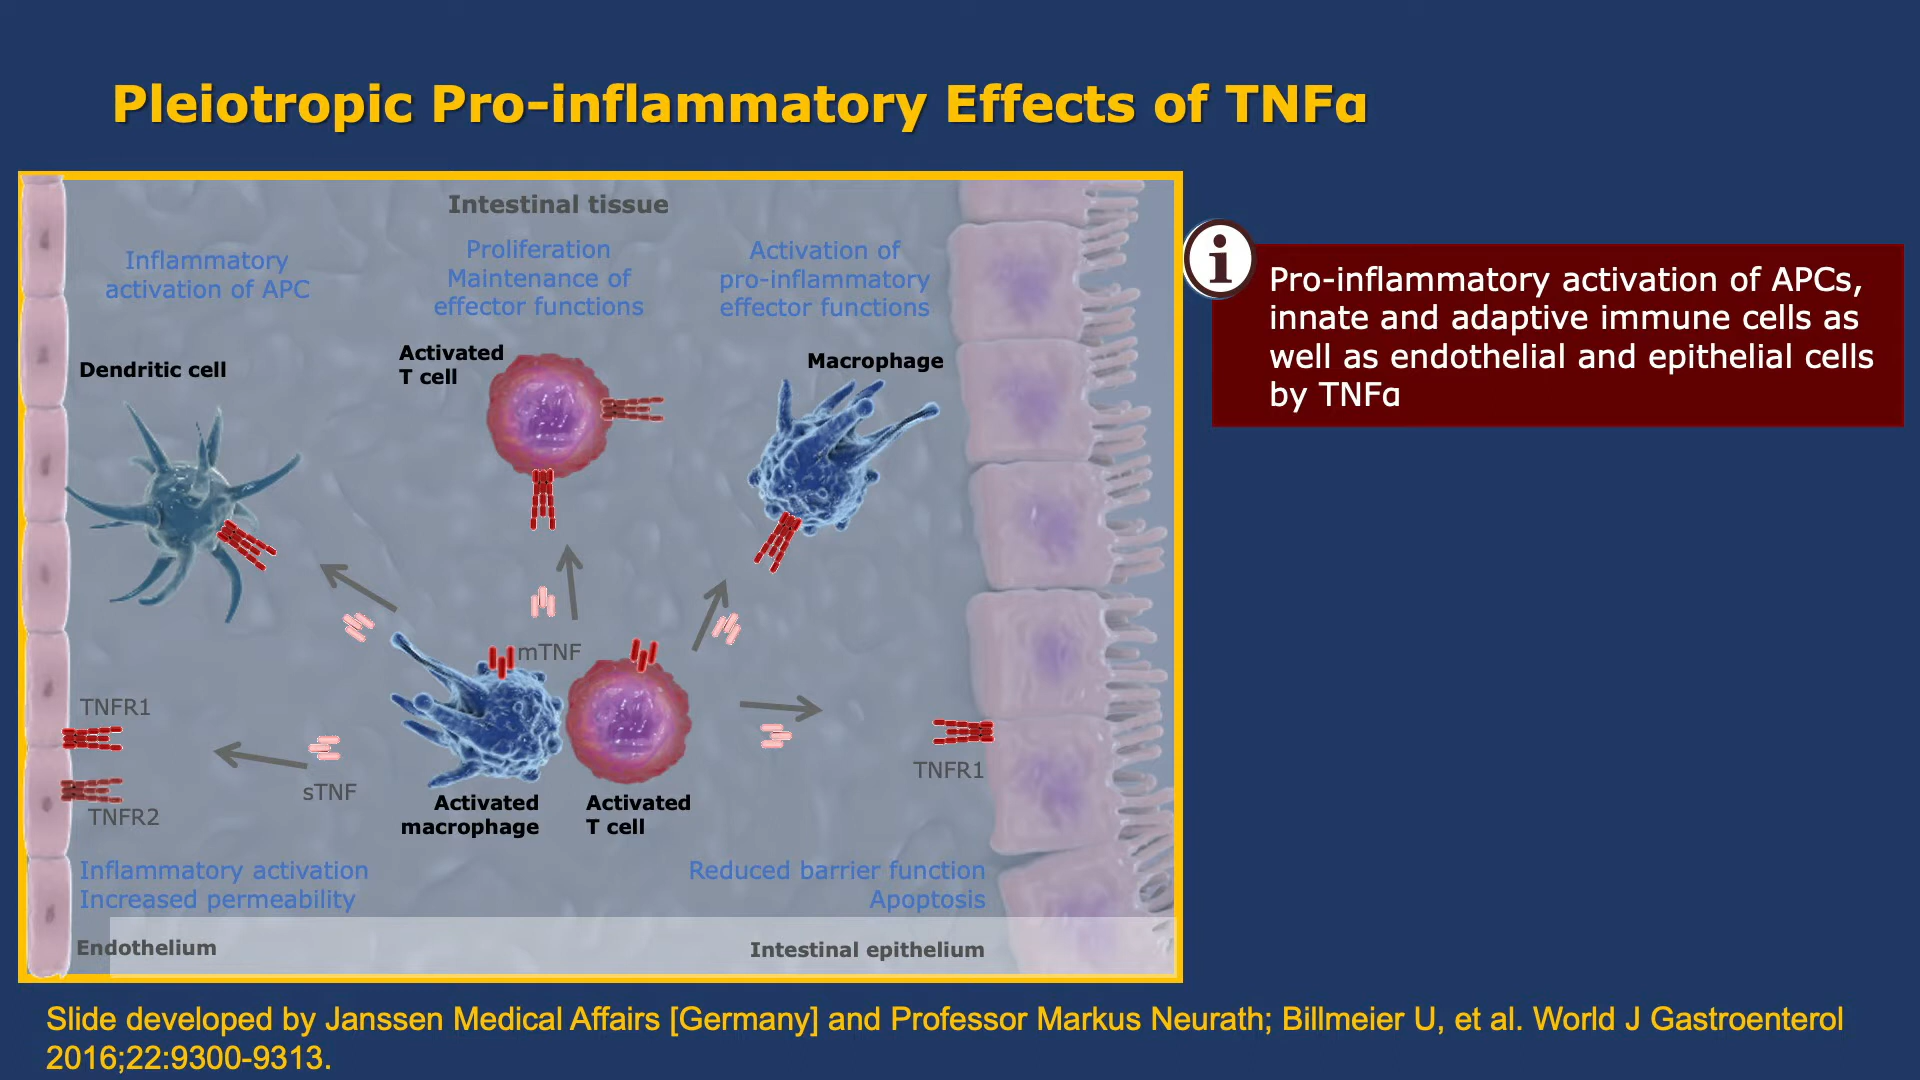 Pleiotropic Pro-inflammatory Effects of TNFα
Intestinal tissue
Inflammatory
activation of APC
Proliferation
Maintenance of
effector functions
Activation of
pro-inflammatory
effector functions
Dendritic cell
Activated
T cell
Macrophage
mTNF
TNFR1
TNFR2
sTNF
Activated
macrophage
Activated
T cell
TNFR1
Inflammatory activation
Increased permeability
Reduced barrier function
Apoptosis
Endothelium
Intestinal epithelium
i
Pro-inflammatory activation of APCs,
innate and adaptive immune cells as
well as endothelial and epithelial cells
by TNFα
Slide developed by Janssen Medical Affairs [Germany] and Professor Markus Neurath; Billmeier U, et al. World J Gastroenterol
2016;22:9300-9313.